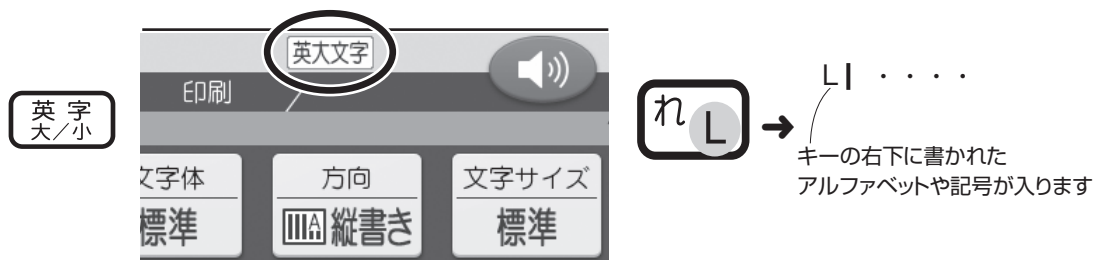 英字
大／小
英大文字
印刷
文字体
標準
方向
縦書き
文字サイズ
標準
れ L
L ・・・・
キーの右下に書かれた
アルファベットや記号が入ります